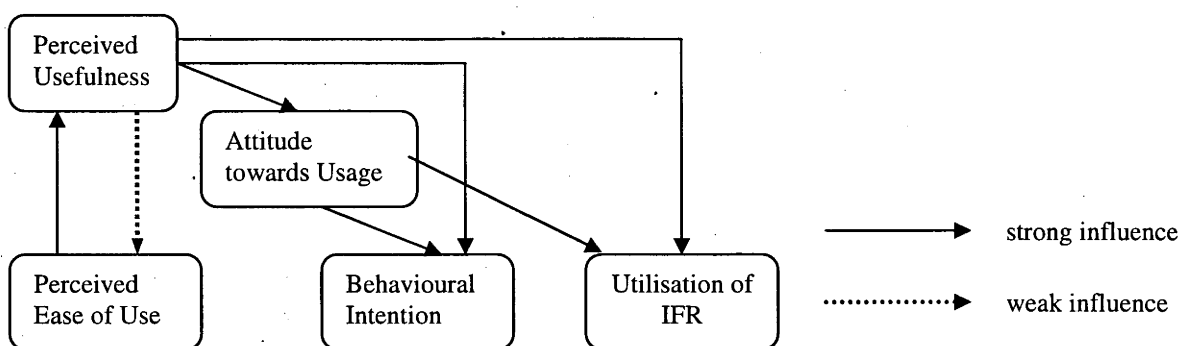 Perceived
Usefulness
Attitude
towards Usage
Perceived
Ease of Use
Behavioural
Intention
Utilisation of
IFR
strong influence
weak influence